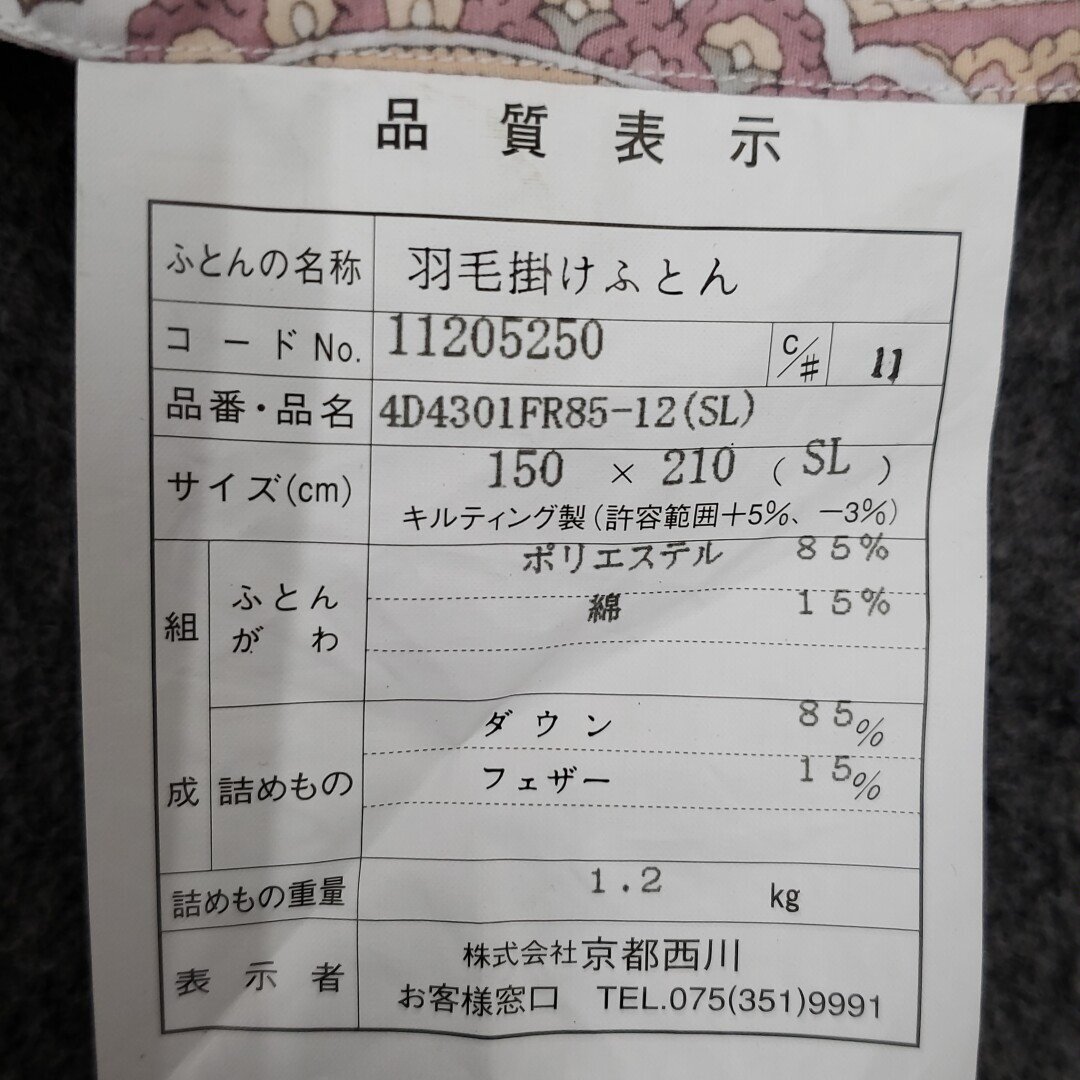 品質表示
ふとんの名称 羽毛掛けふとん
コードNo. 11205250 C/# 11
品番・品名 4D4301FR85-12(SL)
サイズ(cm) 150 × 210 (SL)
キルティング製(許容範囲+5%、-3%)
組成
ふとんがわ
ポリエステル 85%
綿 15%
詰めもの
ダウン 85%
フェザー 15%
詰めもの重量 1.2 kg
表示者 株式会社京都西川
お客様窓口 TEL.075(351)9991